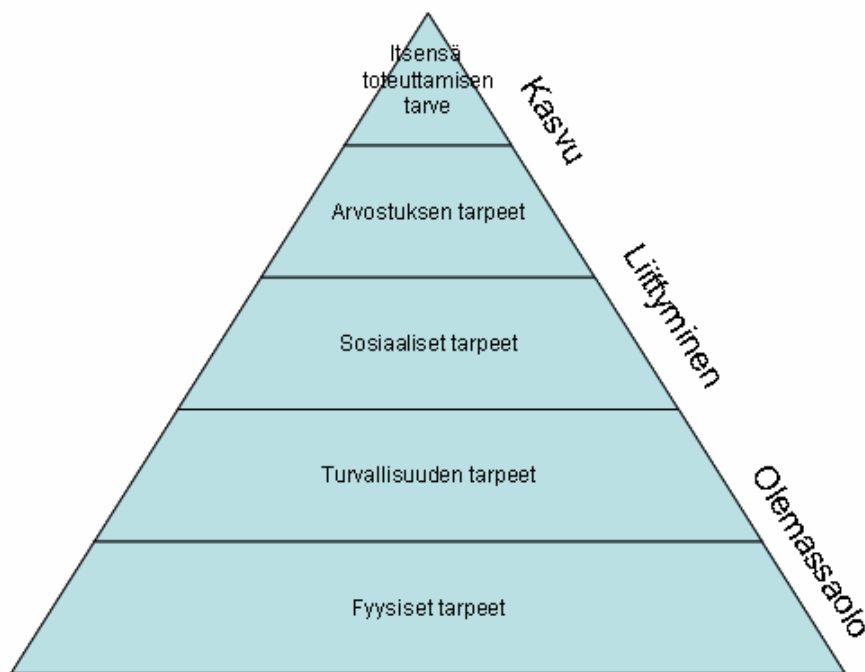 Itsensä
toteuttamisen
tarve
Kasvu
Arvostuksen tarpeet
Liittyminen
Sosiaaliset tarpeet
Turvallisuuden tarpeet
Olemassaolo
Fyysiset tarpeet